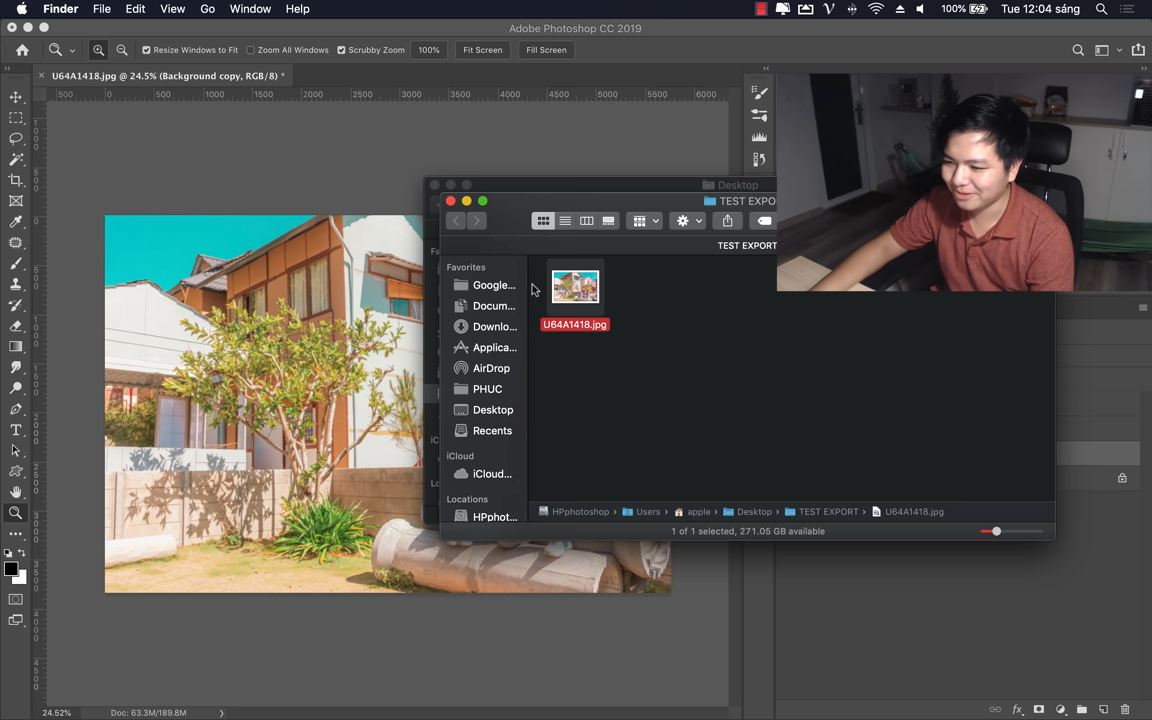 Finder File Edit View Go Window Help 100% Tue 12:04 sáng
Adobe Photoshop CC 2019
Resize Windows to Fit Zoom All Windows Scrubby Zoom 100% Fit Screen Fill Screen
× U64A1418.jpg @ 24.5% (Background copy, RGB/8) *
500 0 500 1000 1500 2000 2500 3000 3500 4000 4500 5000 5500 6000
Desktop
TEST EXPO
TEST EXPORT
Favorites
Google...
Docum...
Downlo...
Applica...
AirDrop
PHUC
Desktop
Recents
iCloud
iCloud...
Locations
HPphot...
U64A1418.jpg
HPphotoshop › Users › apple › Desktop › TEST EXPORT › U64A1418.jpg
1 of 1 selected, 271.05 GB available
24.52% Doc: 63.3M/189.8M